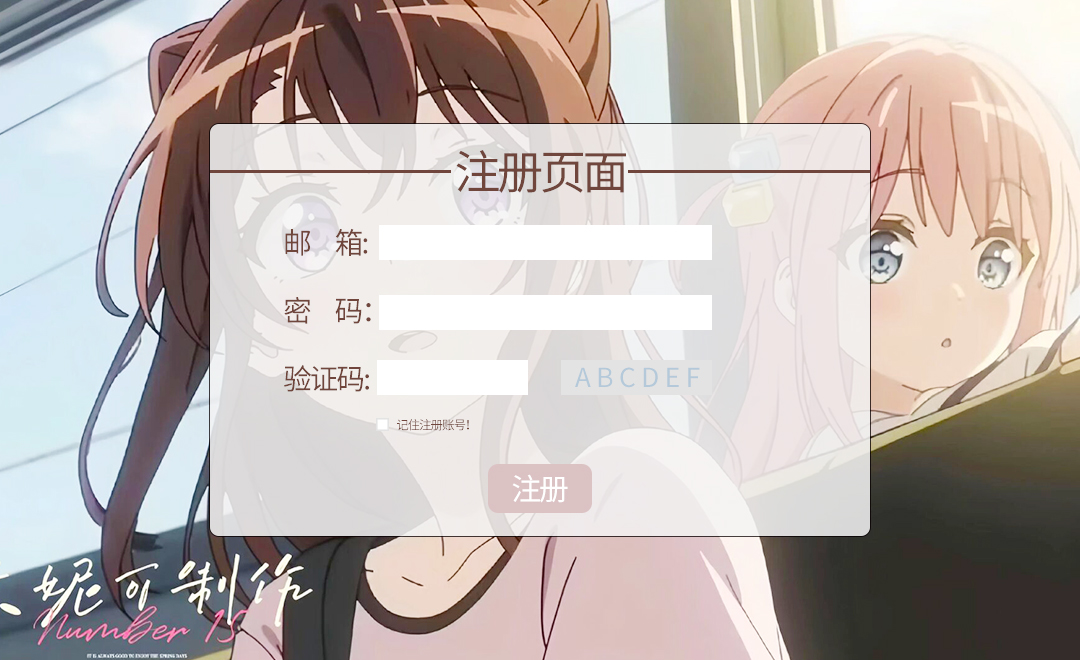 注册页面
邮 箱:
密 码:
验证码: ABCDEF
记住注册账号!
注册
妮可制作
Number 15
IT IS ALWAYS GOOD TO ENJOY THE SPRING DAYS